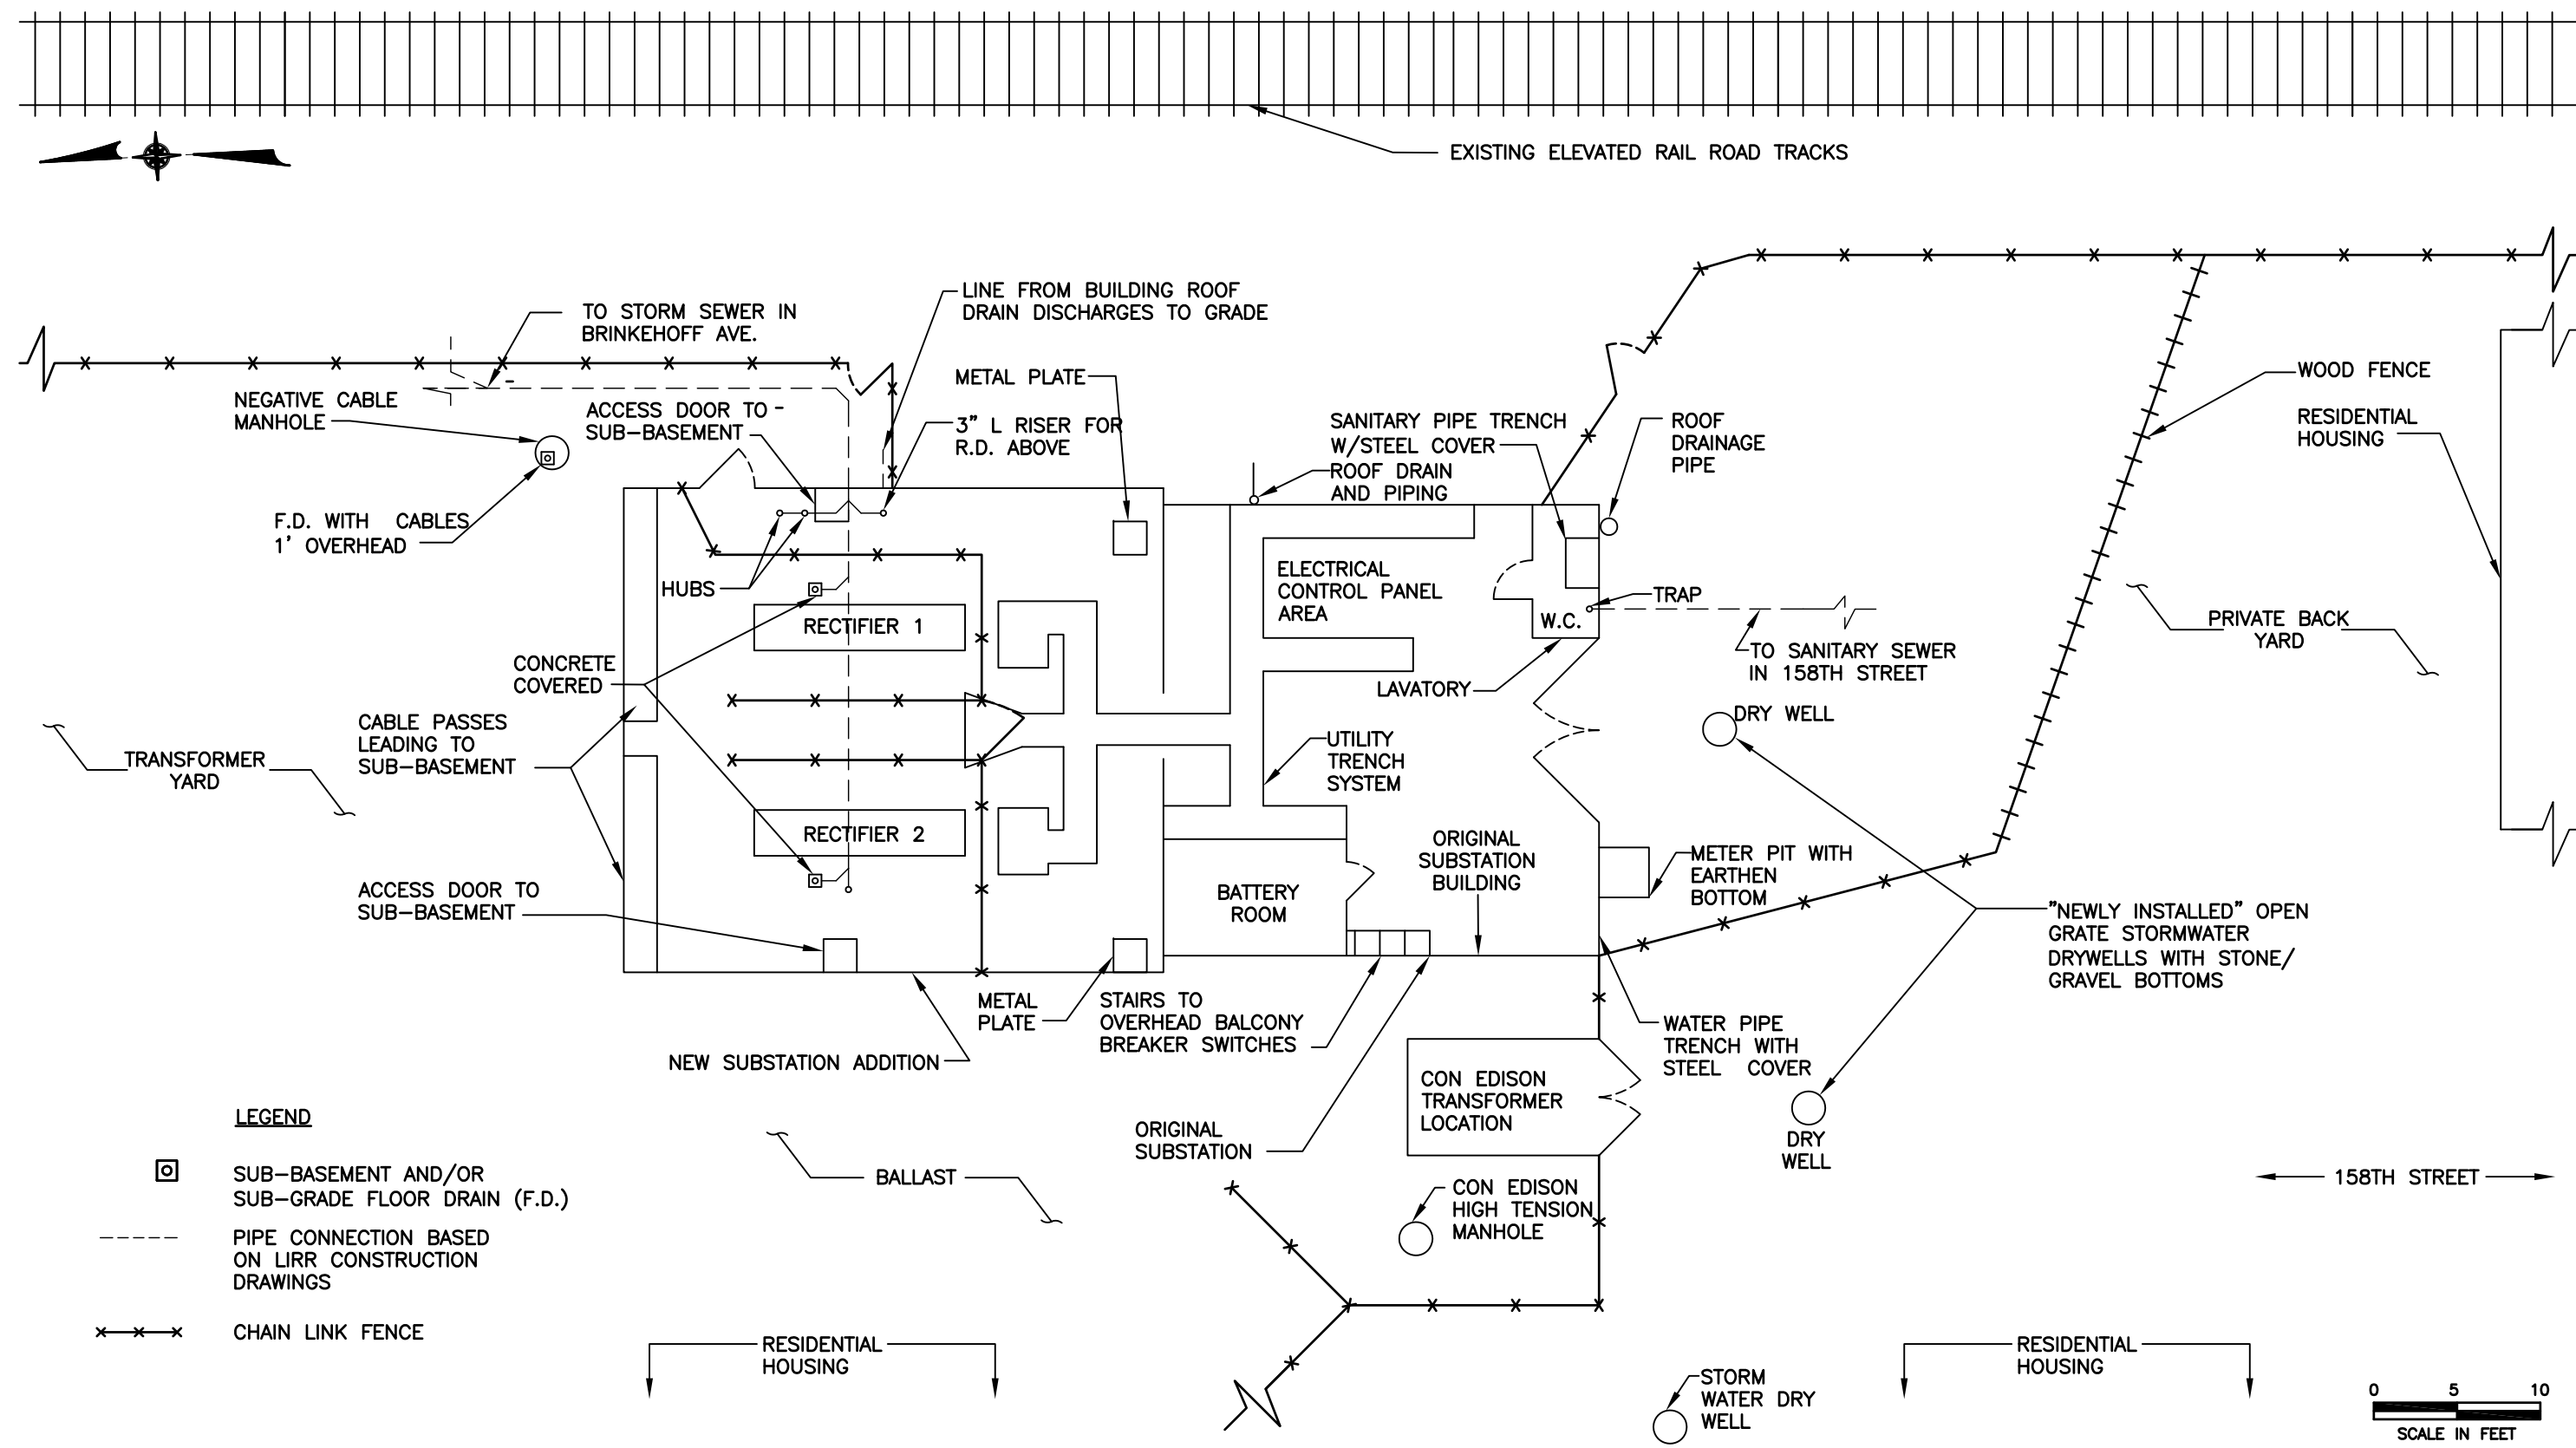 EXISTING ELEVATED RAIL ROAD TRACKS
LINE FROM BUILDING ROOF
DRAIN DISCHARGES TO GRADE
TO STORM SEWER IN
BRINKEHOFF AVE.
METAL PLATE
NEGATIVE CABLE
MANHOLE
ACCESS DOOR TO
SUB-BASEMENT
3" L RISER FOR
R.D. ABOVE
SANITARY PIPE TRENCH
W/STEEL COVER
ROOF DRAIN
AND PIPING
ROOF
DRAINAGE
PIPE
WOOD FENCE
RESIDENTIAL
HOUSING
F.D. WITH CABLES
1' OVERHEAD
HUBS
ELECTRICAL
CONTROL PANEL
AREA
TRAP
W.C.
RECTIFIER 1
PRIVATE BACK
YARD
TO SANITARY SEWER
IN 158TH STREET
CONCRETE
COVERED
LAVATORY
DRY WELL
CABLE PASSES
LEADING TO
SUB-BASEMENT
TRANSFORMER
YARD
UTILITY
TRENCH
SYSTEM
RECTIFIER 2
ORIGINAL
SUBSTATION
BUILDING
METER PIT WITH
EARTHEN
BOTTOM
ACCESS DOOR TO
SUB-BASEMENT
BATTERY
ROOM
"NEWLY INSTALLED" OPEN
GRATE STORMWATER
DRYWELLS WITH STONE/
GRAVEL BOTTOMS
METAL
PLATE
STAIRS TO
OVERHEAD BALCONY
BREAKER SWITCHES
WATER PIPE
TRENCH WITH
STEEL COVER
NEW SUBSTATION ADDITION
CON EDISON
TRANSFORMER
LOCATION
ORIGINAL
SUBSTATION
DRY
WELL
BALLAST
158TH STREET
CON EDISON
HIGH TENSION
MANHOLE
LEGEND
SUB-BASEMENT AND/OR
SUB-GRADE FLOOR DRAIN (F.D.)
PIPE CONNECTION BASED
ON LIRR CONSTRUCTION
DRAWINGS
CHAIN LINK FENCE
RESIDENTIAL
HOUSING
RESIDENTIAL
HOUSING
STORM
WATER DRY
WELL
0 5 10
SCALE IN FEET